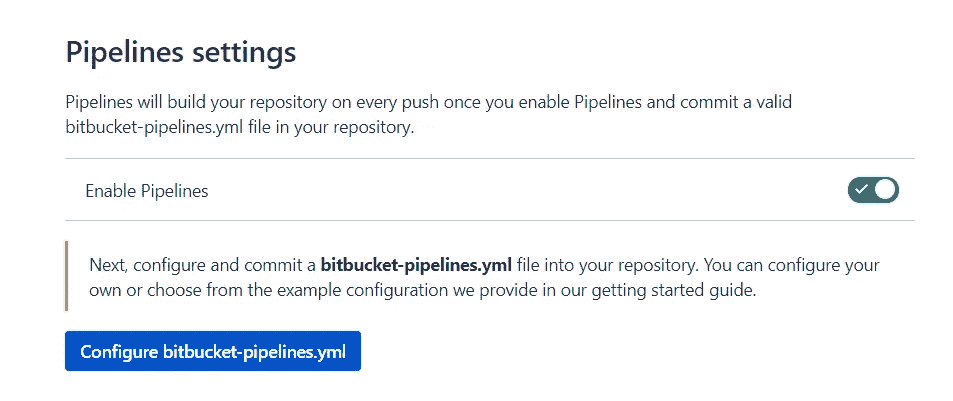 Pipelines settings
Pipelines will build your repository on every push once you enable Pipelines and commit a valid
bitbucket-pipelines.yml file in your repository.
Enable Pipelines
Next, configure and commit a bitbucket-pipelines.yml file into your repository. You can configure your
own or choose from the example configuration we provide in our getting started guide.
Configure bitbucket-pipelines.yml